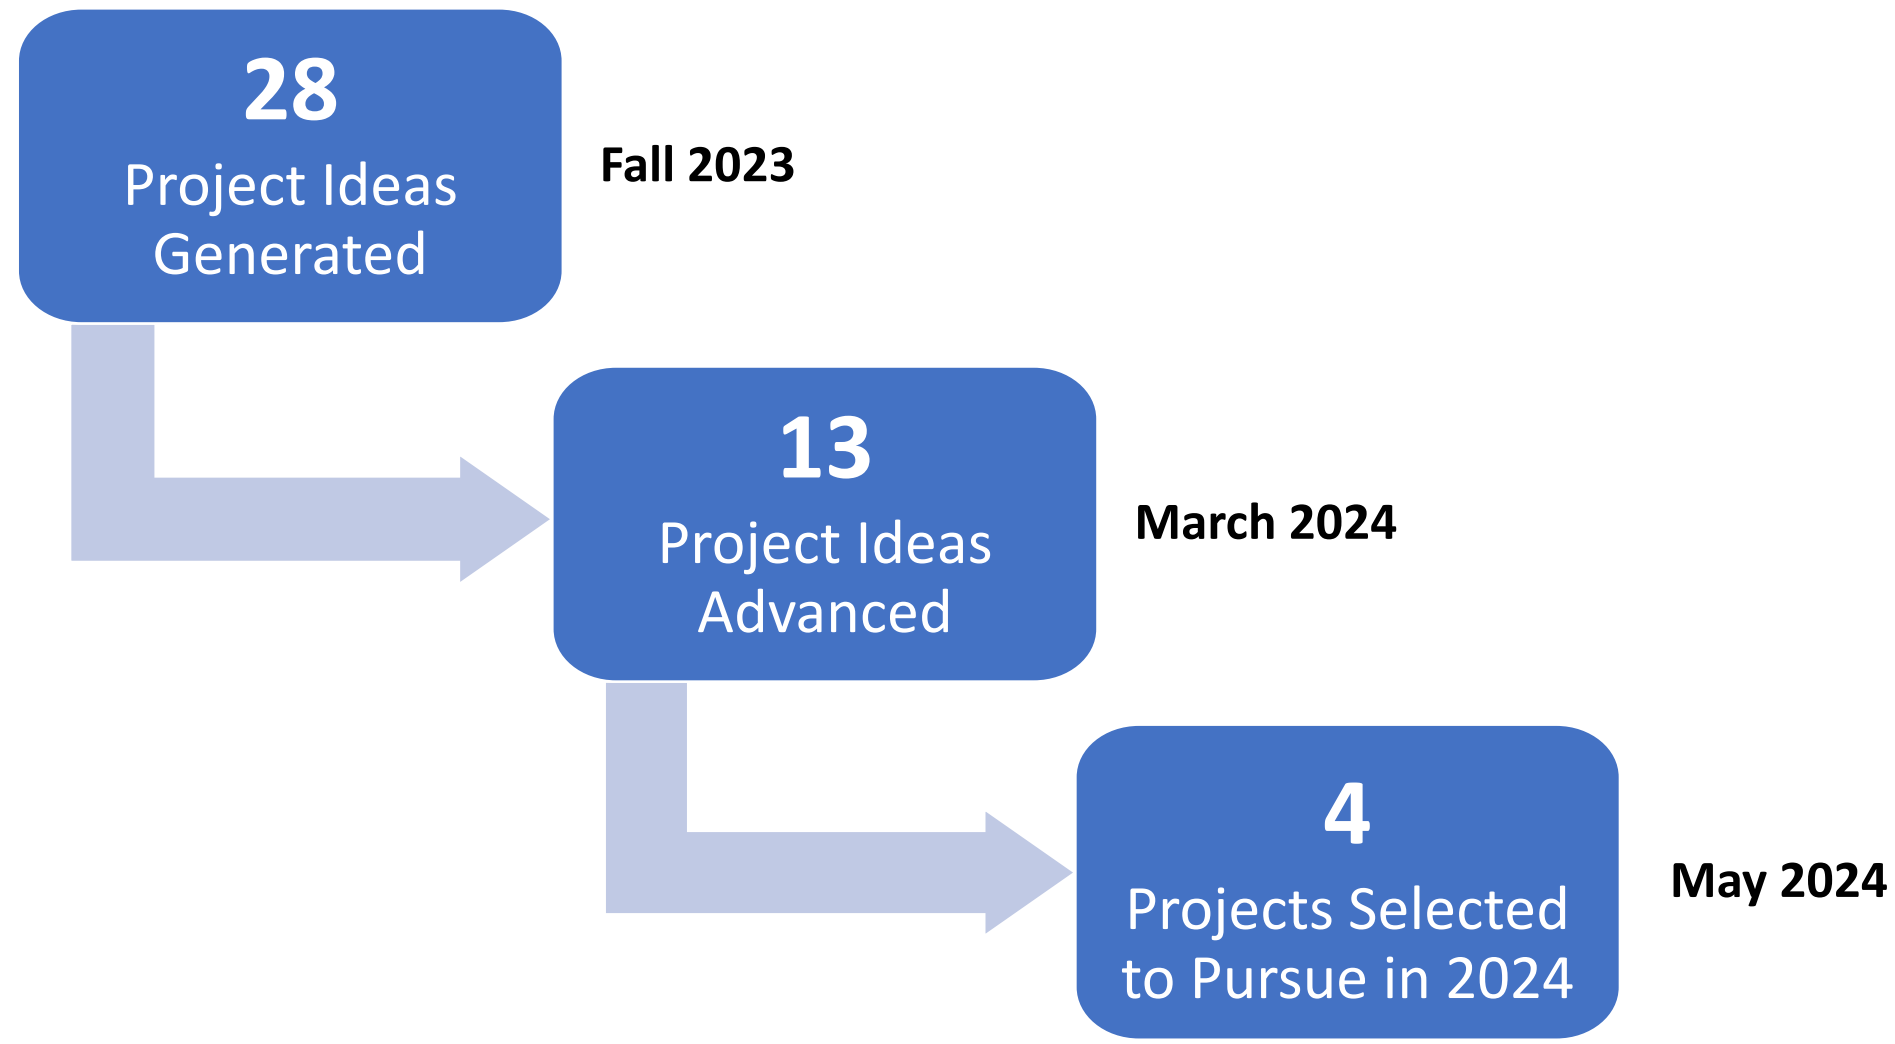 28
Project Ideas
Generated
Fall 2023
13
Project Ideas
Advanced
March 2024
4
Projects Selected
to Pursue in 2024
May 2024